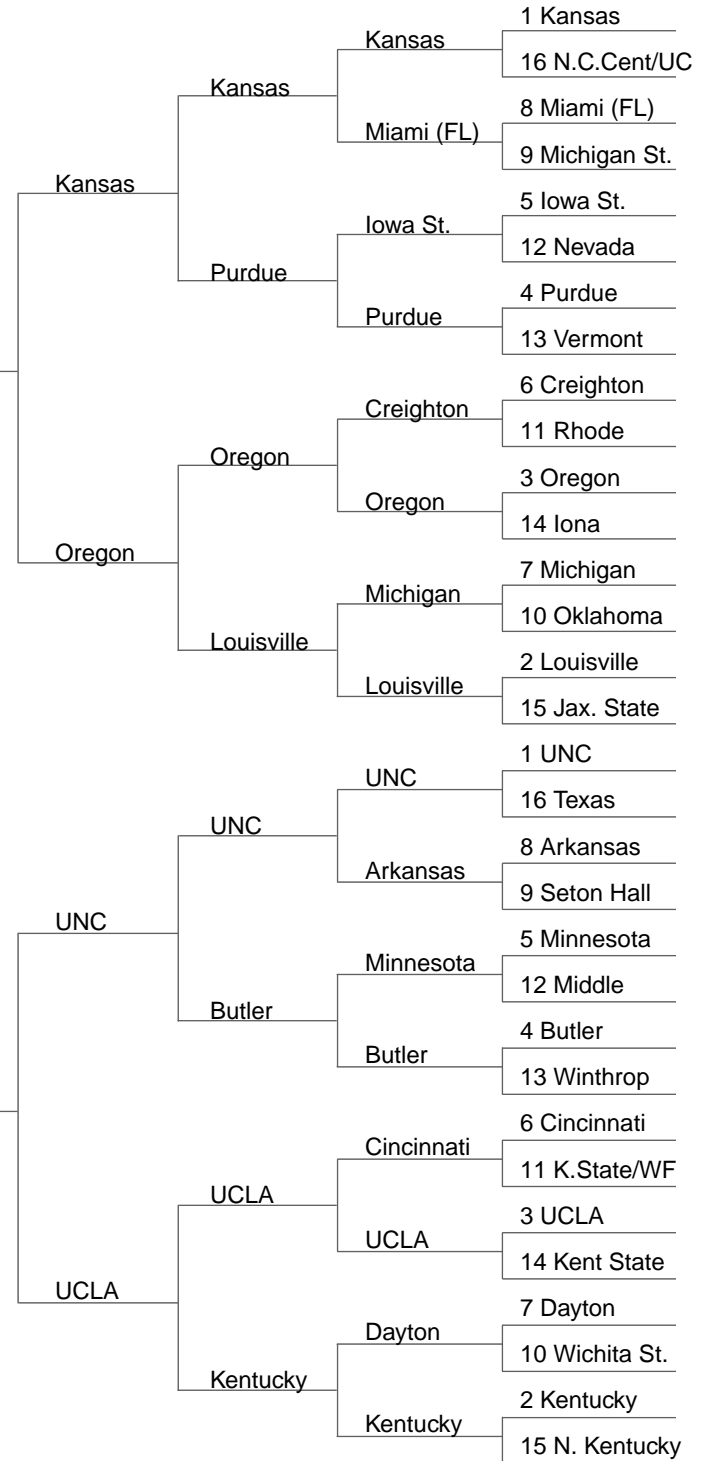 1 Kansas
Kansas
16 N.C.Cent/UC
Kansas
8 Miami (FL)
Miami (FL)
9 Michigan St.
Kansas
5 Iowa St.
Iowa St.
12 Nevada
Purdue
4 Purdue
Purdue
13 Vermont
6 Creighton
Creighton
11 Rhode
Oregon
3 Oregon
Oregon
14 Iona
Oregon
7 Michigan
Michigan
10 Oklahoma
Louisville
2 Louisville
Louisville
15 Jax. State
1 UNC
UNC
16 Texas
UNC
8 Arkansas
Arkansas
9 Seton Hall
UNC
5 Minnesota
Minnesota
12 Middle
Butler
4 Butler
Butler
13 Winthrop
6 Cincinnati
Cincinnati
11 K.State/WF
UCLA
3 UCLA
UCLA
14 Kent State
UCLA
7 Dayton
Dayton
10 Wichita St.
Kentucky
2 Kentucky
Kentucky
15 N. Kentucky